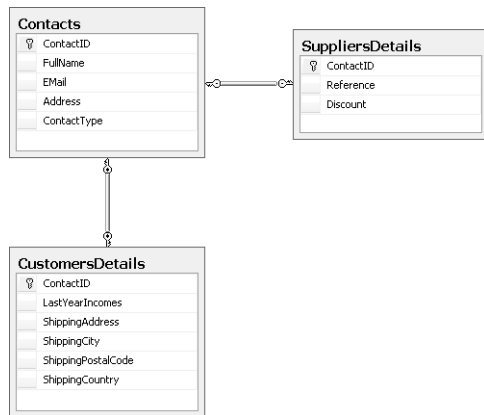 Contacts
ContactID
FullName
EMail
Address
ContactType
SuppliersDetails
ContactID
Reference
Discount
CustomersDetails
ContactID
LastYearIncomes
ShippingAddress
ShippingCity
ShippingPostalCode
ShippingCountry